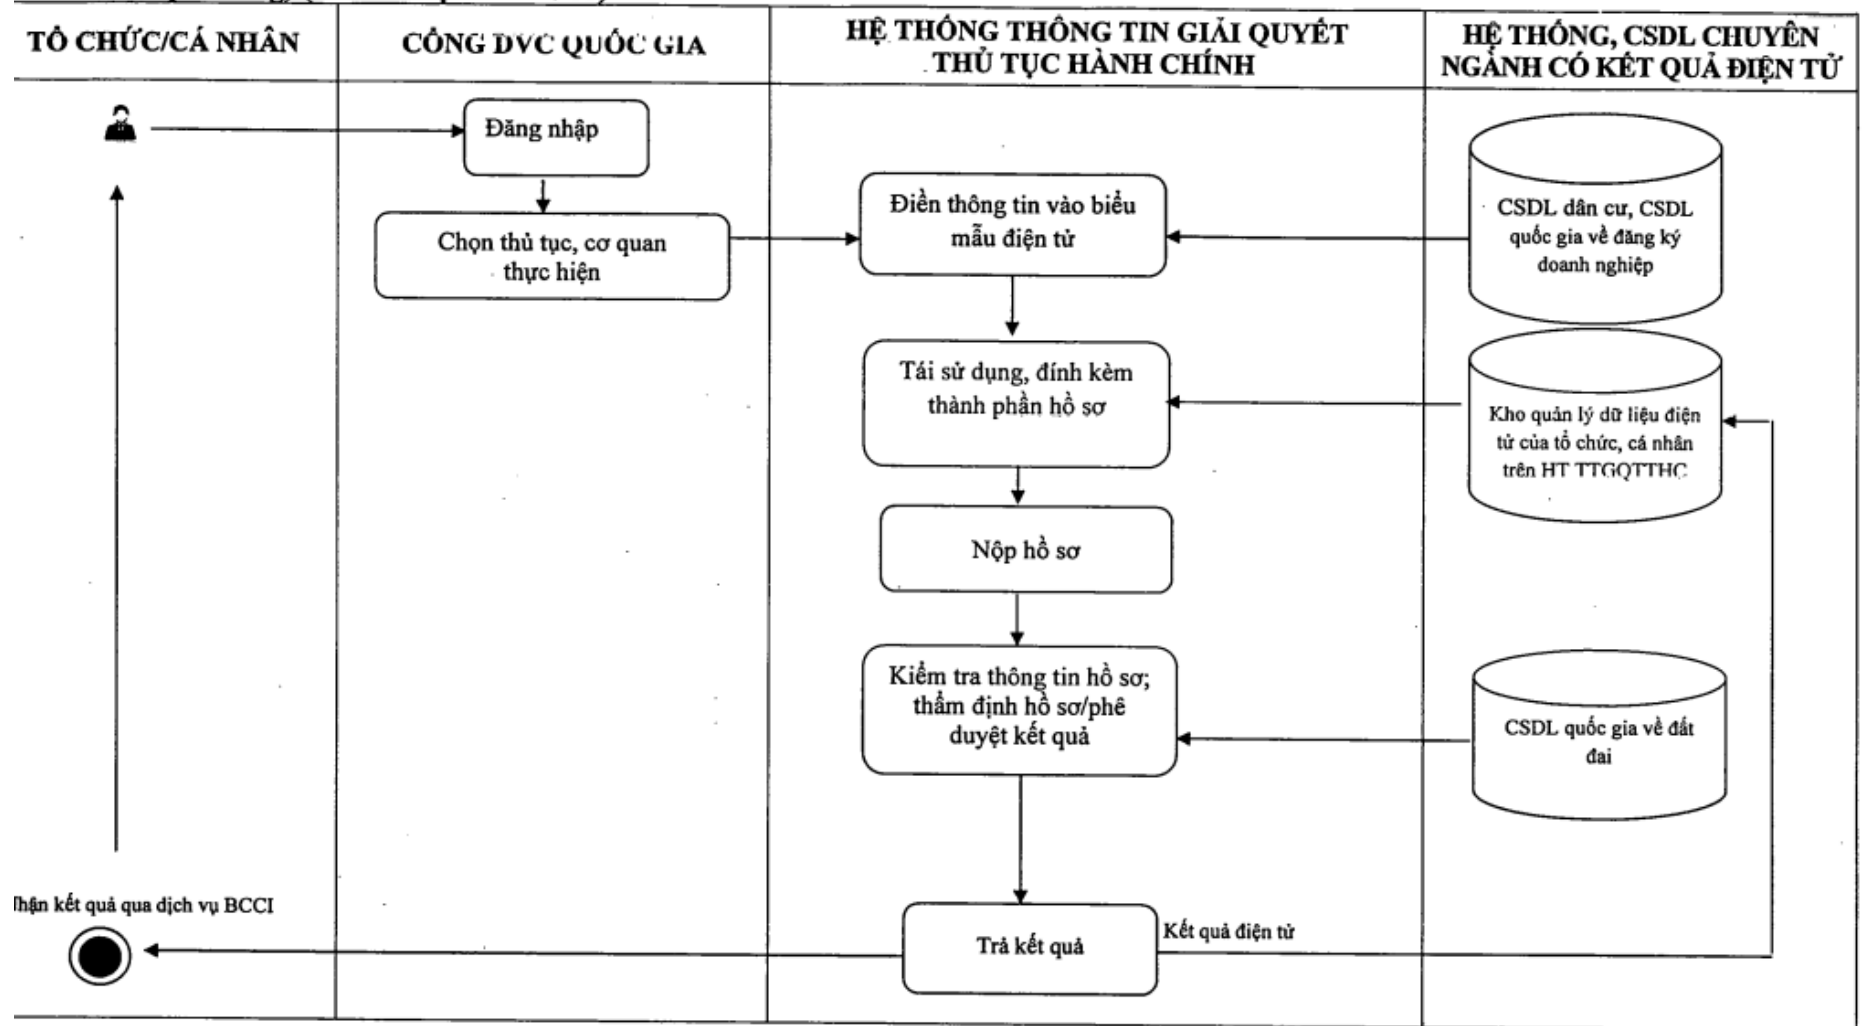 TỔ CHỨC/CÁ NHÂN
CỔNG DVC QUỐC GIA
HỆ THỐNG THÔNG TIN GIẢI QUYẾT
THỦ TỤC HÀNH CHÍNH
HỆ THỐNG, CSDL CHUYÊN
NGÀNH CÓ KẾT QUẢ ĐIỆN TỬ
Đăng nhập
Chọn thủ tục, cơ quan
thực hiện
Điền thông tin vào biểu
mẫu điện tử
CSDL dân cư, CSDL
quốc gia về đăng ký
doanh nghiệp
Tái sử dụng, đính kèm
thành phần hồ sơ
Kho quản lý dữ liệu điện
tử của tổ chức, cá nhân
trên HT TTGQTTHC
Nộp hồ sơ
Kiểm tra thông tin hồ sơ;
thẩm định hồ sơ/phê
duyệt kết quả
CSDL quốc gia về đất
đai
kết quả qua dịch vụ BCCI
Trả kết quả
Kết quả điện tử